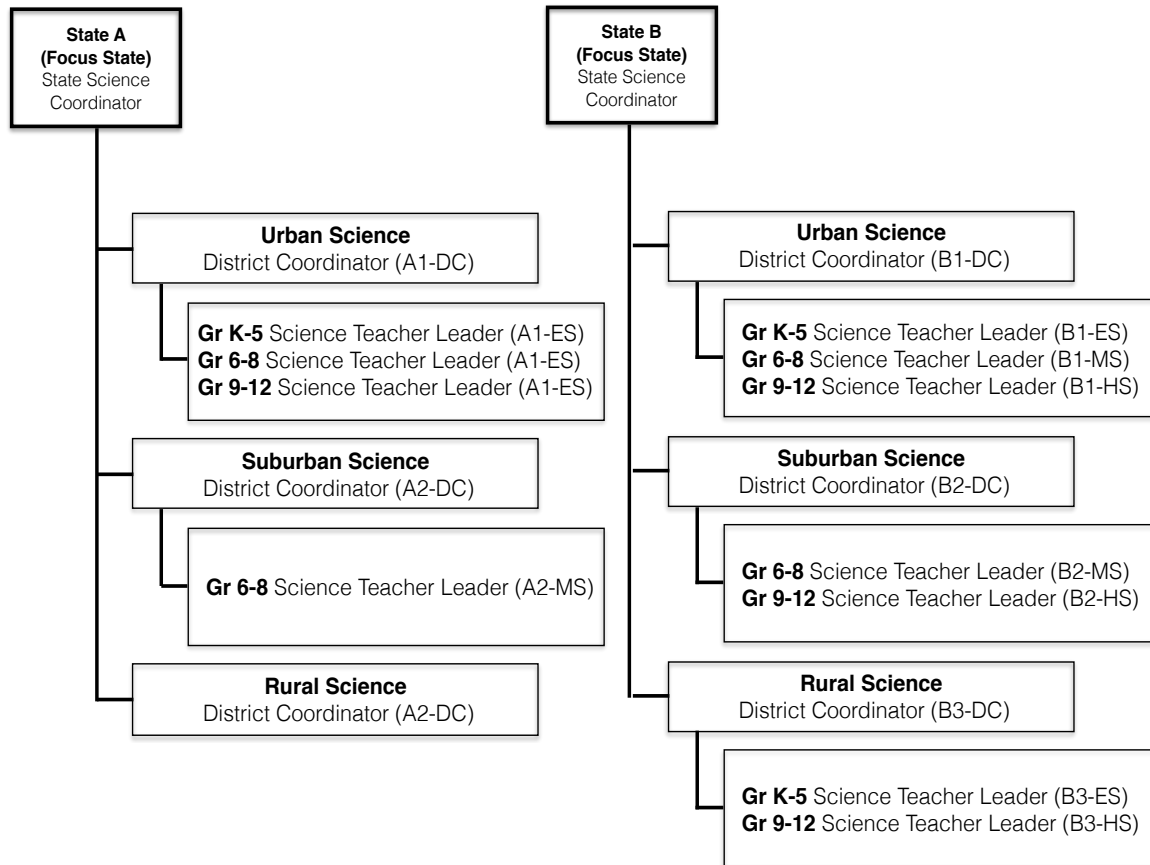 State A
(Focus State)
State Science
Coordinator
Urban Science
District Coordinator (A1-DC)
Gr K-5 Science Teacher Leader (A1-ES)
Gr 6-8 Science Teacher Leader (A1-ES)
Gr 9-12 Science Teacher Leader (A1-ES)
Suburban Science
District Coordinator (A2-DC)
Gr 6-8 Science Teacher Leader (A2-MS)
Rural Science
District Coordinator (A2-DC)
State B
(Focus State)
State Science
Coordinator
Urban Science
District Coordinator (B1-DC)
Gr K-5 Science Teacher Leader (B1-ES)
Gr 6-8 Science Teacher Leader (B1-MS)
Gr 9-12 Science Teacher Leader (B1-HS)
Suburban Science
District Coordinator (B2-DC)
Gr 6-8 Science Teacher Leader (B2-MS)
Gr 9-12 Science Teacher Leader (B2-HS)
Rural Science
District Coordinator (B3-DC)
Gr K-5 Science Teacher Leader (B3-ES)
Gr 9-12 Science Teacher Leader (B3-HS)